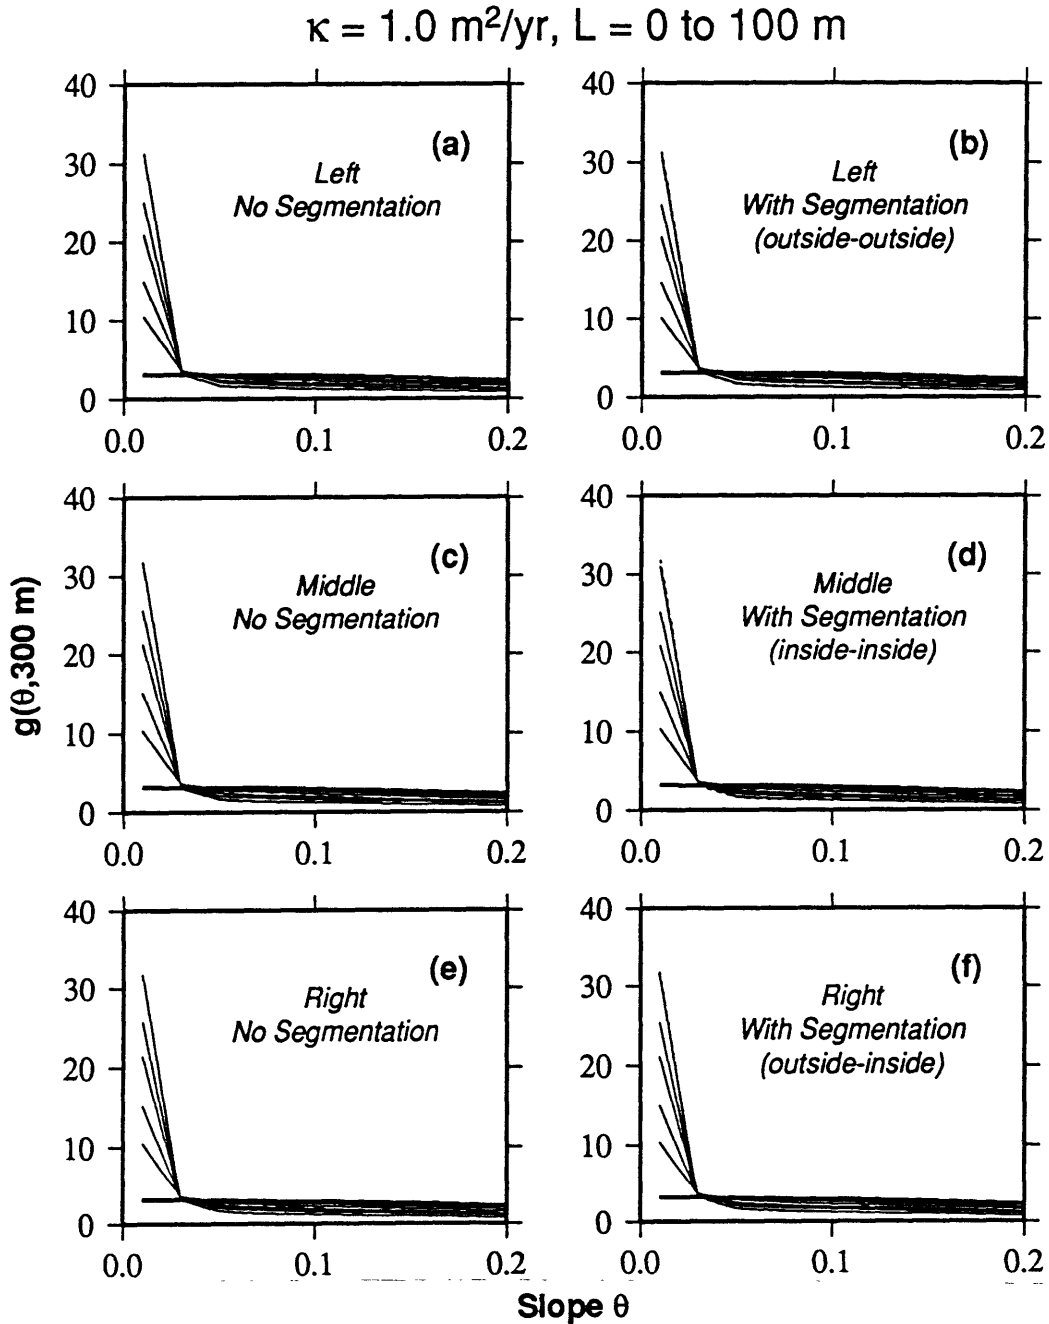 κ = 1.0 m²/yr, L = 0 to 100 m
40
30
20
10
0
0.0
0.1
0.2
(a)
Left
No Segmentation
40
30
20
10
0
0.0
0.1
0.2
(b)
Left
With Segmentation
(outside-outside)
40
30
20
10
0
0.0
0.1
0.2
(c)
Middle
No Segmentation
40
30
20
10
0
0.0
0.1
0.2
(d)
Middle
With Segmentation
(inside-inside)
40
30
20
10
0
0.0
0.1
0.2
(e)
Right
No Segmentation
40
30
20
10
0
0.0
0.1
0.2
(f)
Right
With Segmentation
(outside-inside)
g(θ,300 m)
Slope θ